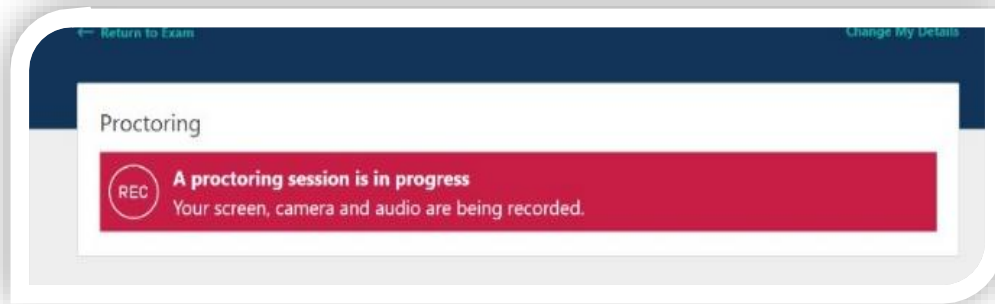 ← Return to Exam
Change My Details
Proctoring
REC
A proctoring session is in progress
Your screen, camera and audio are being recorded.